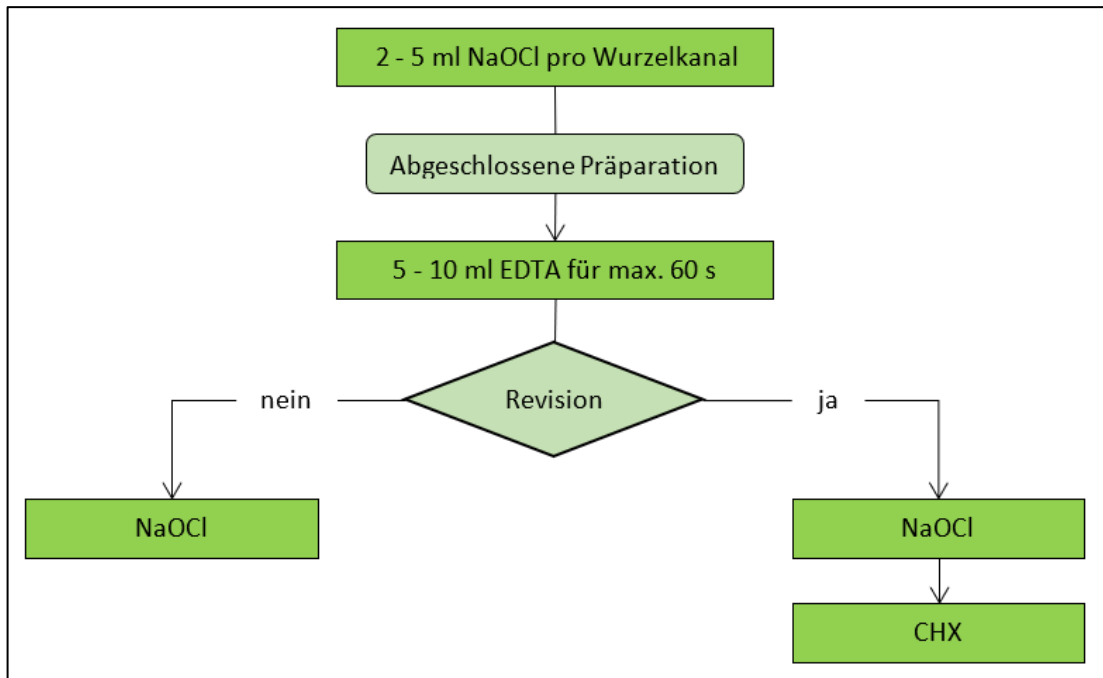 2 - 5 ml NaOCl pro Wurzelkanal
Abgeschlossene Präparation
5 - 10 ml EDTA für max. 60 s
nein
Revision
ja
NaOCl
NaOCl
CHX